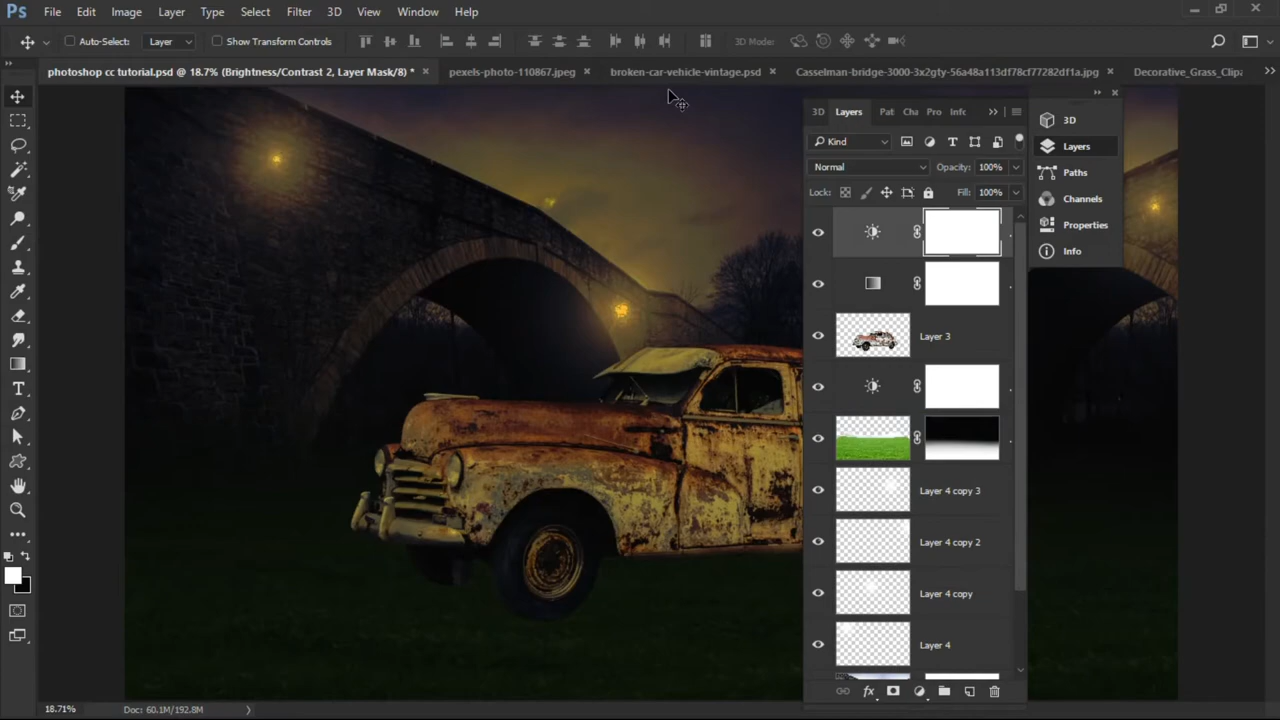 Ps File Edit Image Layer Type Select Filter 3D View Window Help
Auto-Select: Layer Show Transform Controls 3D Mode:
photoshop cc tutorial.psd @ 18.7% (Brightness/Contrast 2, Layer Mask/8) * pexels-photo-110867.jpeg broken-car-vehicle-vintage.psd Casselman-bridge-3000-3x2gty-56a48a113df78cf77282df1a.jpg Decorative_Grass_Clipa
3D Layers Pat Cha Pro Infc
Kind
Normal Opacity: 100%
Lock: Fill: 100%
3D
Layers
Paths
Channels
Properties
Info
Layer 3
Layer 4 copy 3
Layer 4 copy 2
Layer 4 copy
Layer 4
fx
18.71% Doc: 60.1M/192.8M